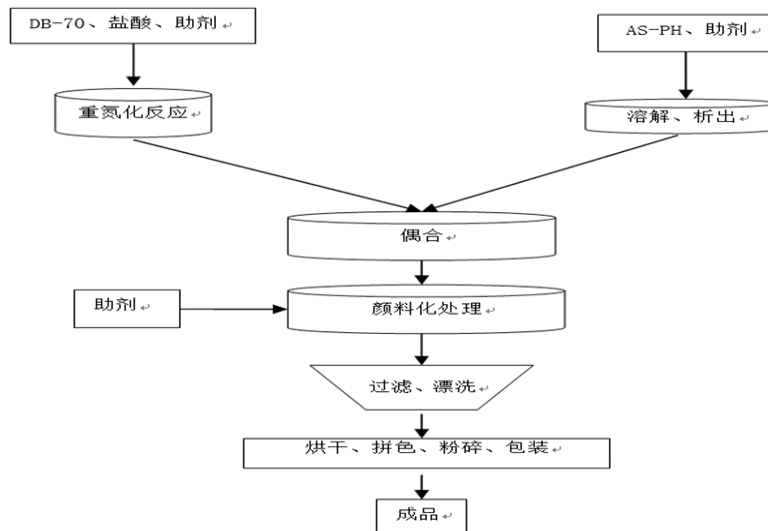 DB-70、盐酸、助剂
AS-PH、助剂
重氮化反应
溶解、析出
偶合
助剂
颜料化处理
过滤、漂洗
烘干、拼色、粉碎、包装
成品